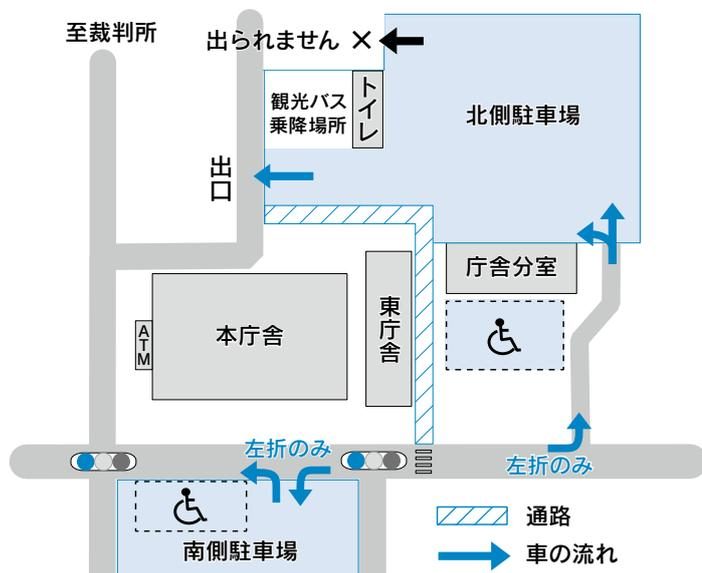 至裁判所
出られません
観光バス
乗降場所
トイレ
北側駐車場
出口
庁舎分室
本庁舎
東庁舎
ATM
左折のみ
左折のみ
南側駐車場
通路
車の流れ